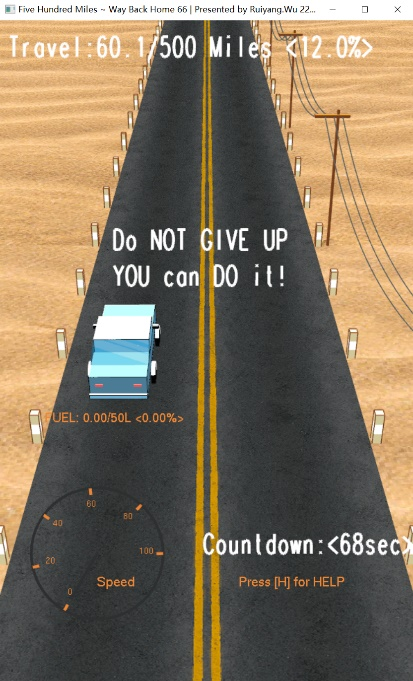 Five Hundred Miles ~ Way Back Home 66 | Presented by Ruiyang.Wu 22...
Travel:60.1/500 Miles <12.0%>
Do NOT GIVE UP
YOU can DO it!
FUEL: 0.00/50L <0.00%>
60
40
80
20
100
Countdown:<68sec>
0
Speed
Press [H] for HELP